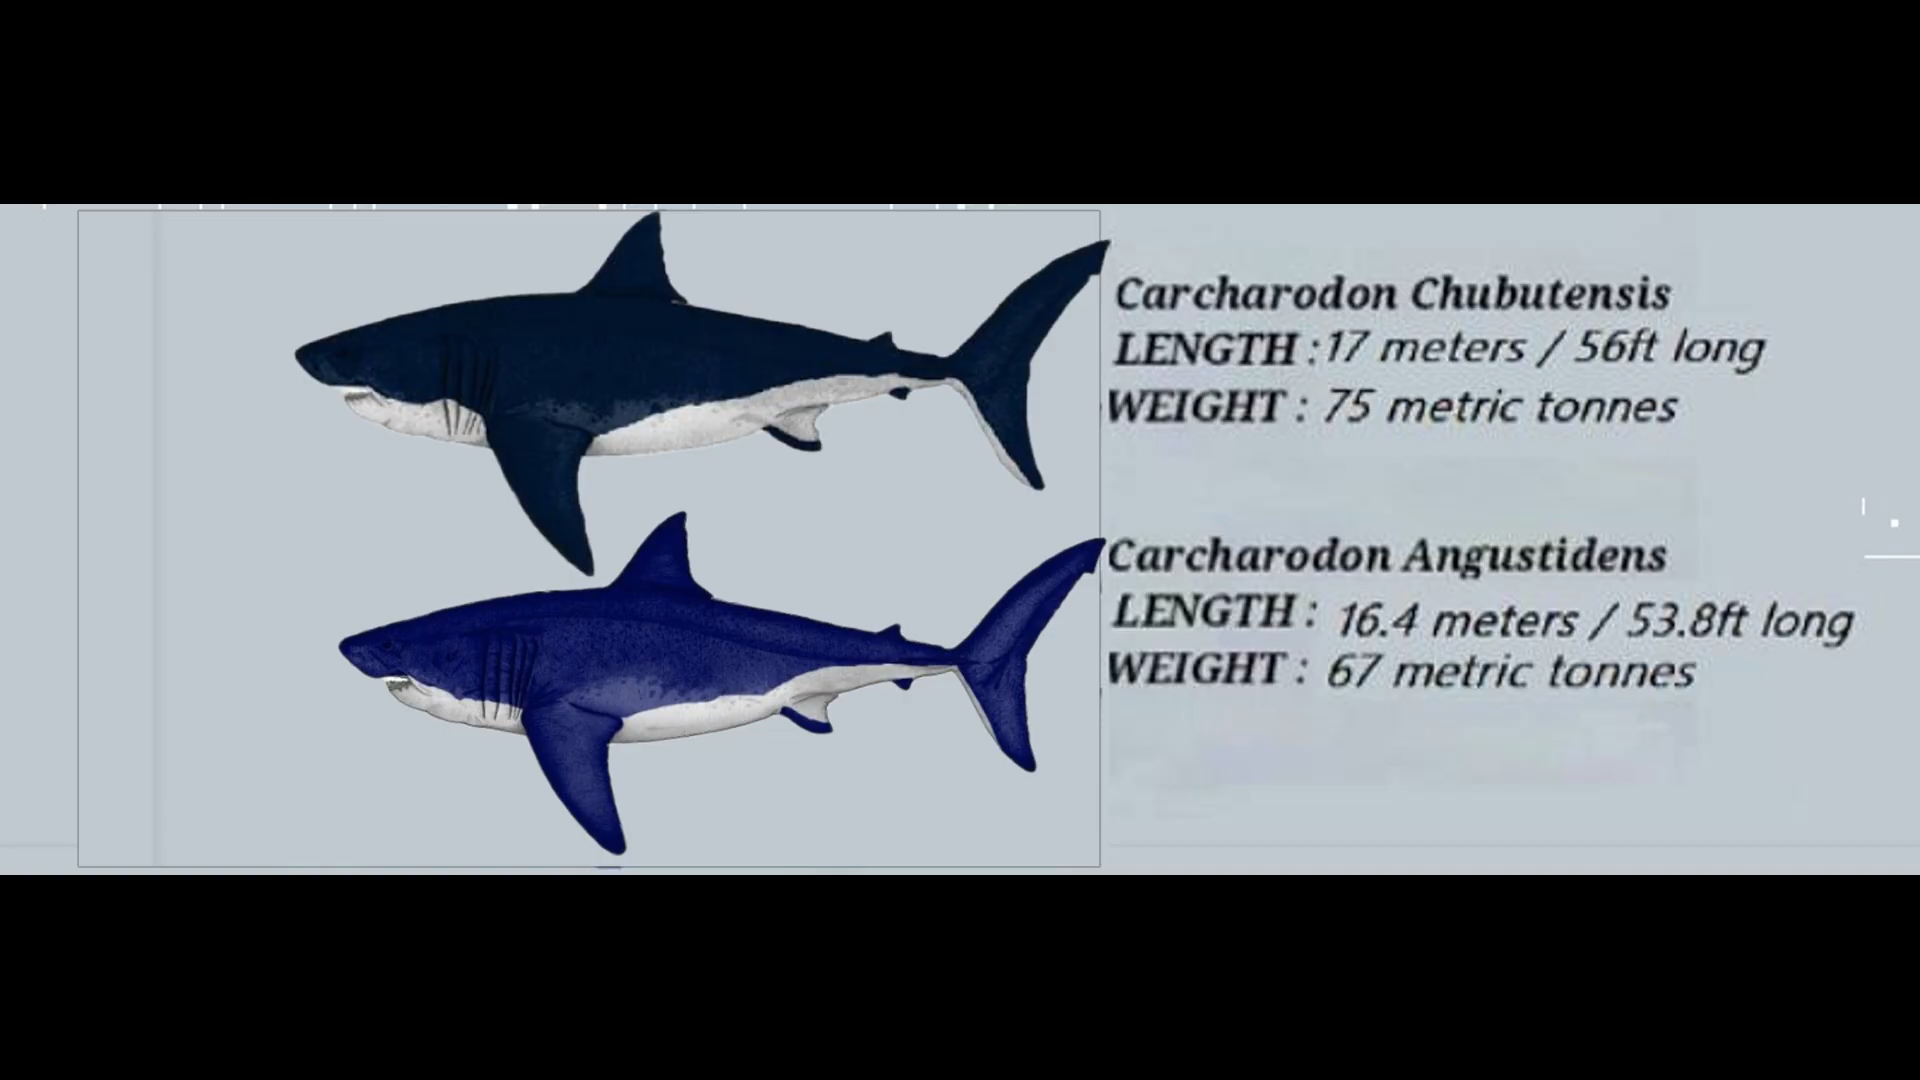 Carcharodon Chubutensis
LENGTH : 17 meters / 56ft long
WEIGHT : 75 metric tonnes
Carcharodon Angustidens
LENGTH : 16.4 meters / 53.8ft long
WEIGHT : 67 metric tonnes